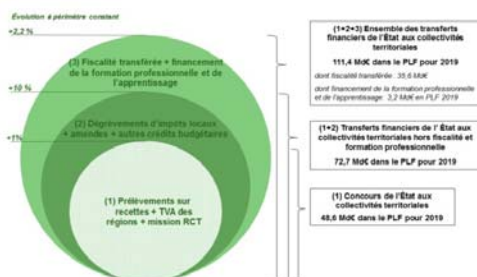 Évolution à périmètre constant
+2,2 %
(3) Fiscalité transférée + financement
de la formation professionnelle et de
l'apprentissage
+10 %
(2) Dégrèvements d'impôts locaux
+ amendes + autres crédits budgétaires
+1%
(1) Prélèvements sur
recettes + TVA des
régions + mission RCT
(1+2+3) Ensemble des transferts
financiers de l'État aux collectivités
territoriales
111,4 Md€ dans le PLF pour 2019
dont fiscalité transférée : 35,6 Md€
dont financement de la formation professionnelle
et de l'apprentissage : 3,2 Md€ en PLF 2019
(1+2) Transferts financiers de l' État aux
collectivités territoriales hors fiscalité et
formation professionnelle
72,7 Md€ dans le PLF pour 2019
(1) Concours de l'État aux
collectivités territoriales
48,6 Md€ dans le PLF pour 2019